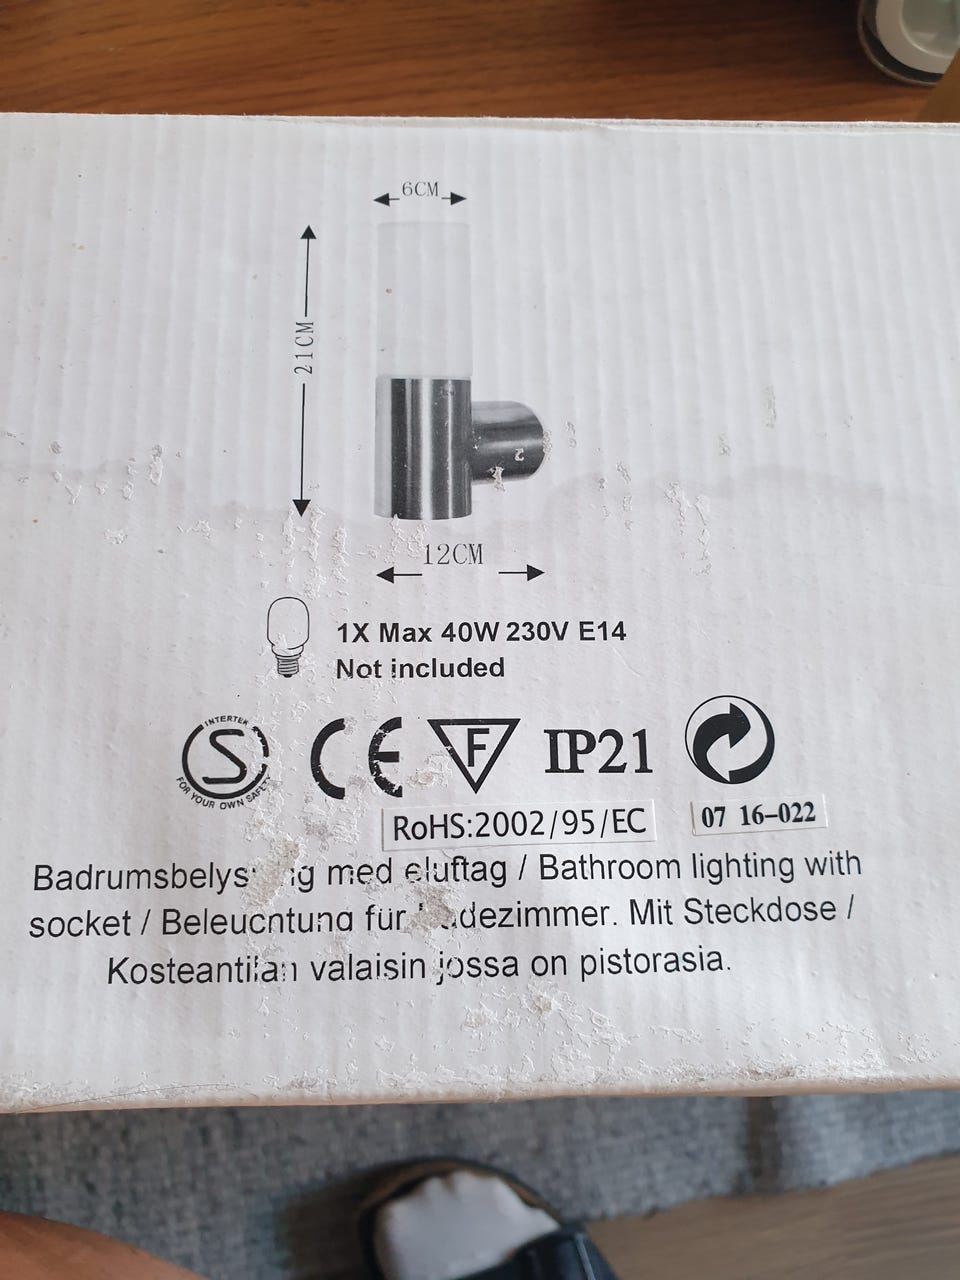 6CM
21CM
12CM
1X Max 40W 230V E14
Not included
INTERTEK
S
FOR YOUR OWN SAFETY
CE
F
IP21
RoHS:2002/95/EC
07 16-022
med eluftag / Bathroom lighting with
socket / Beleuchtung für Badezimmer. Mit Steckdose /
Kosteantilan valaisin jossa on pistorasia.